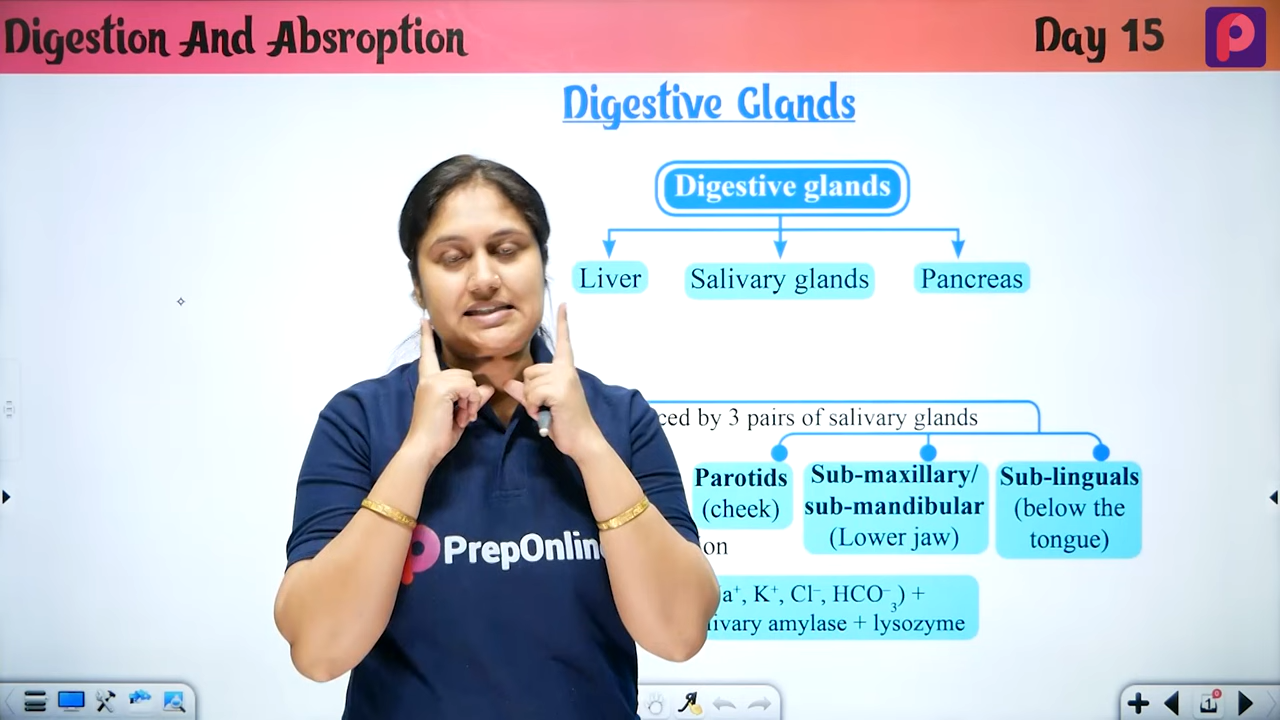 Digestion And Absroption
Day 15
Digestive Glands
Digestive glands
Liver
Salivary glands
Pancreas
ced by 3 pairs of salivary glands
Parotids
(cheek)
Sub-maxillary/
sub-mandibular
(Lower jaw)
Sub-linguals
(below the
tongue)
on
a⁺, K⁺, Cl⁻, HCO⁻₃) +
livary amylase + lysozyme
PrepOnlin
1